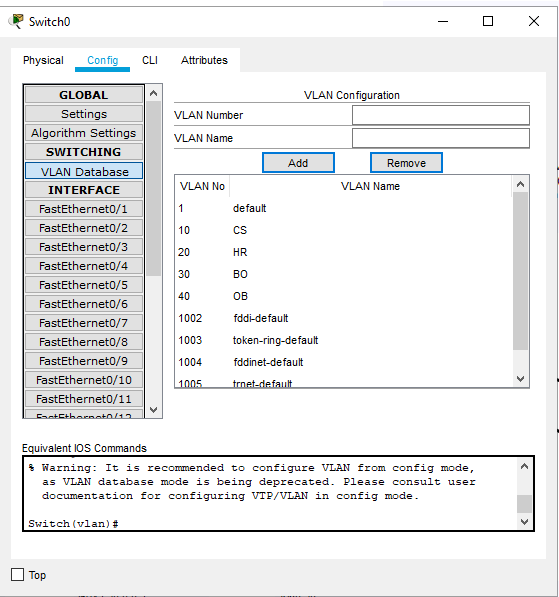 Switch0
Physical Config CLI Attributes
GLOBAL
Settings
Algorithm Settings
SWITCHING
VLAN Database
INTERFACE
FastEthernet0/1
FastEthernet0/2
FastEthernet0/3
FastEthernet0/4
FastEthernet0/5
FastEthernet0/6
FastEthernet0/7
FastEthernet0/8
FastEthernet0/9
FastEthernet0/10
FastEthernet0/11
FastEthernet0/12
VLAN Configuration
VLAN Number
VLAN Name
Add Remove
VLAN No VLAN Name
1 default
10 CS
20 HR
30 BO
40 OB
1002 fddi-default
1003 token-ring-default
1004 fddinet-default
1005 trnet-default
Equivalent IOS Commands
% Warning: It is recommended to configure VLAN from config mode,
as VLAN database mode is being deprecated. Please consult user
documentation for configuring VTP/VLAN in config mode.
Switch(vlan)#
Top